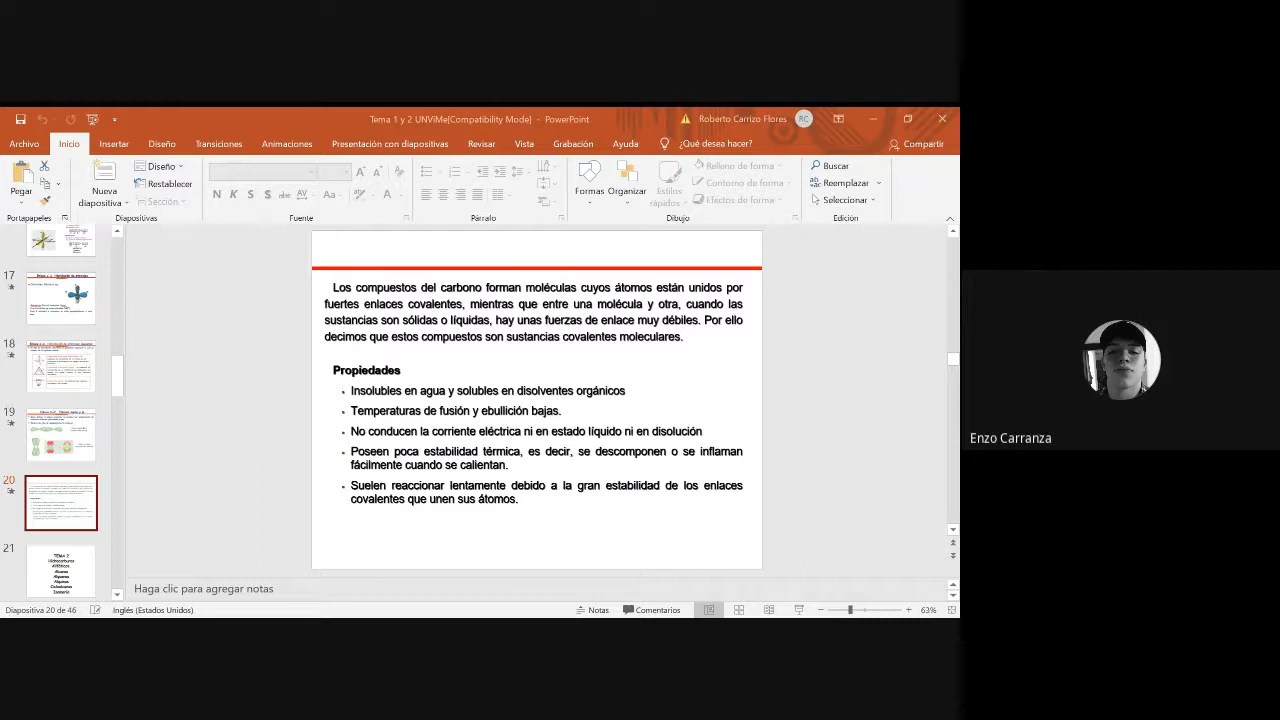 Tema 1 y 2 UNViMe[Compatibility Mode] – PowerPoint
Roberto Carrizo Flores
RC
Archivo Inicio Insertar Diseño Transiciones Animaciones Presentación con diapositivas Revisar Vista Grabación Ayuda ¿Qué desea hacer? Compartir
Pegar
Nueva diapositiva
Diseño
Restablecer
Sección
N K S S abc AV Aa A
Formas Organizar Estilos rápidos
Relleno de forma
Contorno de forma
Efectos de forma
Buscar
Reemplazar
Seleccionar
Portapapeles Diapositivas Fuente Párrafo Dibujo Edición
17
18
19
20
21
TEMA 2
Hidrocarburos
Alifáticos.
Alcanos
Alquenos
Alquinos
Cicloalcanos
Isomería
Los compuestos del carbono forman moléculas cuyos átomos están unidos por
fuertes enlaces covalentes, mientras que entre una molécula y otra, cuando las
sustancias son sólidas o líquidas, hay unas fuerzas de enlace muy débiles. Por ello
decimos que estos compuestos son sustancias covalentes moleculares.
Propiedades
• Insolubles en agua y solubles en disolventes orgánicos
• Temperaturas de fusión y ebullición bajas.
• No conducen la corriente eléctrica ni en estado líquido ni en disolución
• Poseen poca estabilidad térmica, es decir, se descomponen o se inflaman
fácilmente cuando se calientan.
• Suelen reaccionar lentamente debido a la gran estabilidad de los enlaces
covalentes que unen sus átomos.
Haga clic para agregar notas
Diapositiva 20 de 46 Inglés (Estados Unidos) Notas Comentarios 63%
Enzo Carranza